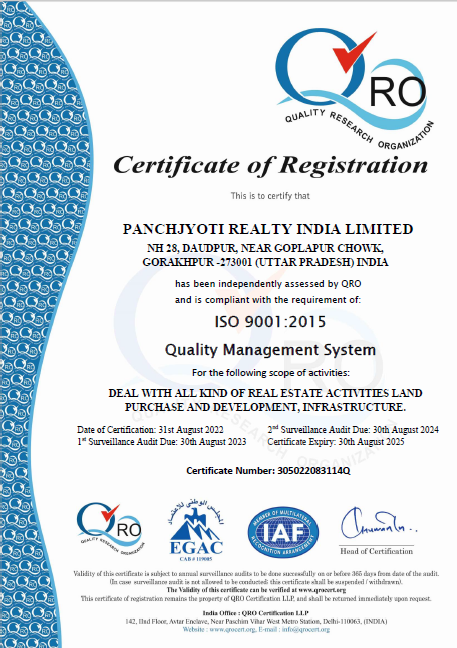 RO
QUALITY RESEARCH ORGANIZATION
Certificate of Registration
This is to certify that
PANCHJYOTI REALTY INDIA LIMITED
NH 28, DAUDPUR, NEAR GOPLAPUR CHOWK,
GORAKHPUR -273001 (UTTAR PRADESH) INDIA
has been independently assessed by QRO
and is compliant with the requirement of:
ISO 9001:2015
Quality Management System
For the following scope of activities:
DEAL WITH ALL KIND OF REAL ESTATE ACTIVITIES LAND
PURCHASE AND DEVELOPMENT, INFRASTRUCTURE.
Date of Certification: 31st August 2022 2nd Surveillance Audit Due: 30th August 2024
1st Surveillance Audit Due: 30th August 2023 Certificate Expiry: 30th August 2025
Certificate Number: 305022083114Q
QRO
QUALITY RESEARCH ORGANIZATION
المجلس الوطني للاعتماد
EGAC
CAB # 119005
MEMBER OF MULTILATERAL
IAF
RECOGNITION ARRANGEMENT
Head of Certification
Validity of this certificate is subject to annual surveillance audits to be done successfully on or before 365 days from date of the audit.
(In case surveillance audit is not allowed to be conducted; this certificate shall be suspended / withdrawn).
The Validity of this certificate can be verified at www.qrocert.org
This certificate of registration remains the property of QRO Certification LLP, and shall be returned immediately upon request.
India Office : QRO Certification LLP
142, IInd Floor, Avtar Enclave, Near Paschim Vihar West Metro Station, Delhi-110063, (INDIA)
Website : www.qrocert.org, E-mail : info@qrocert.org